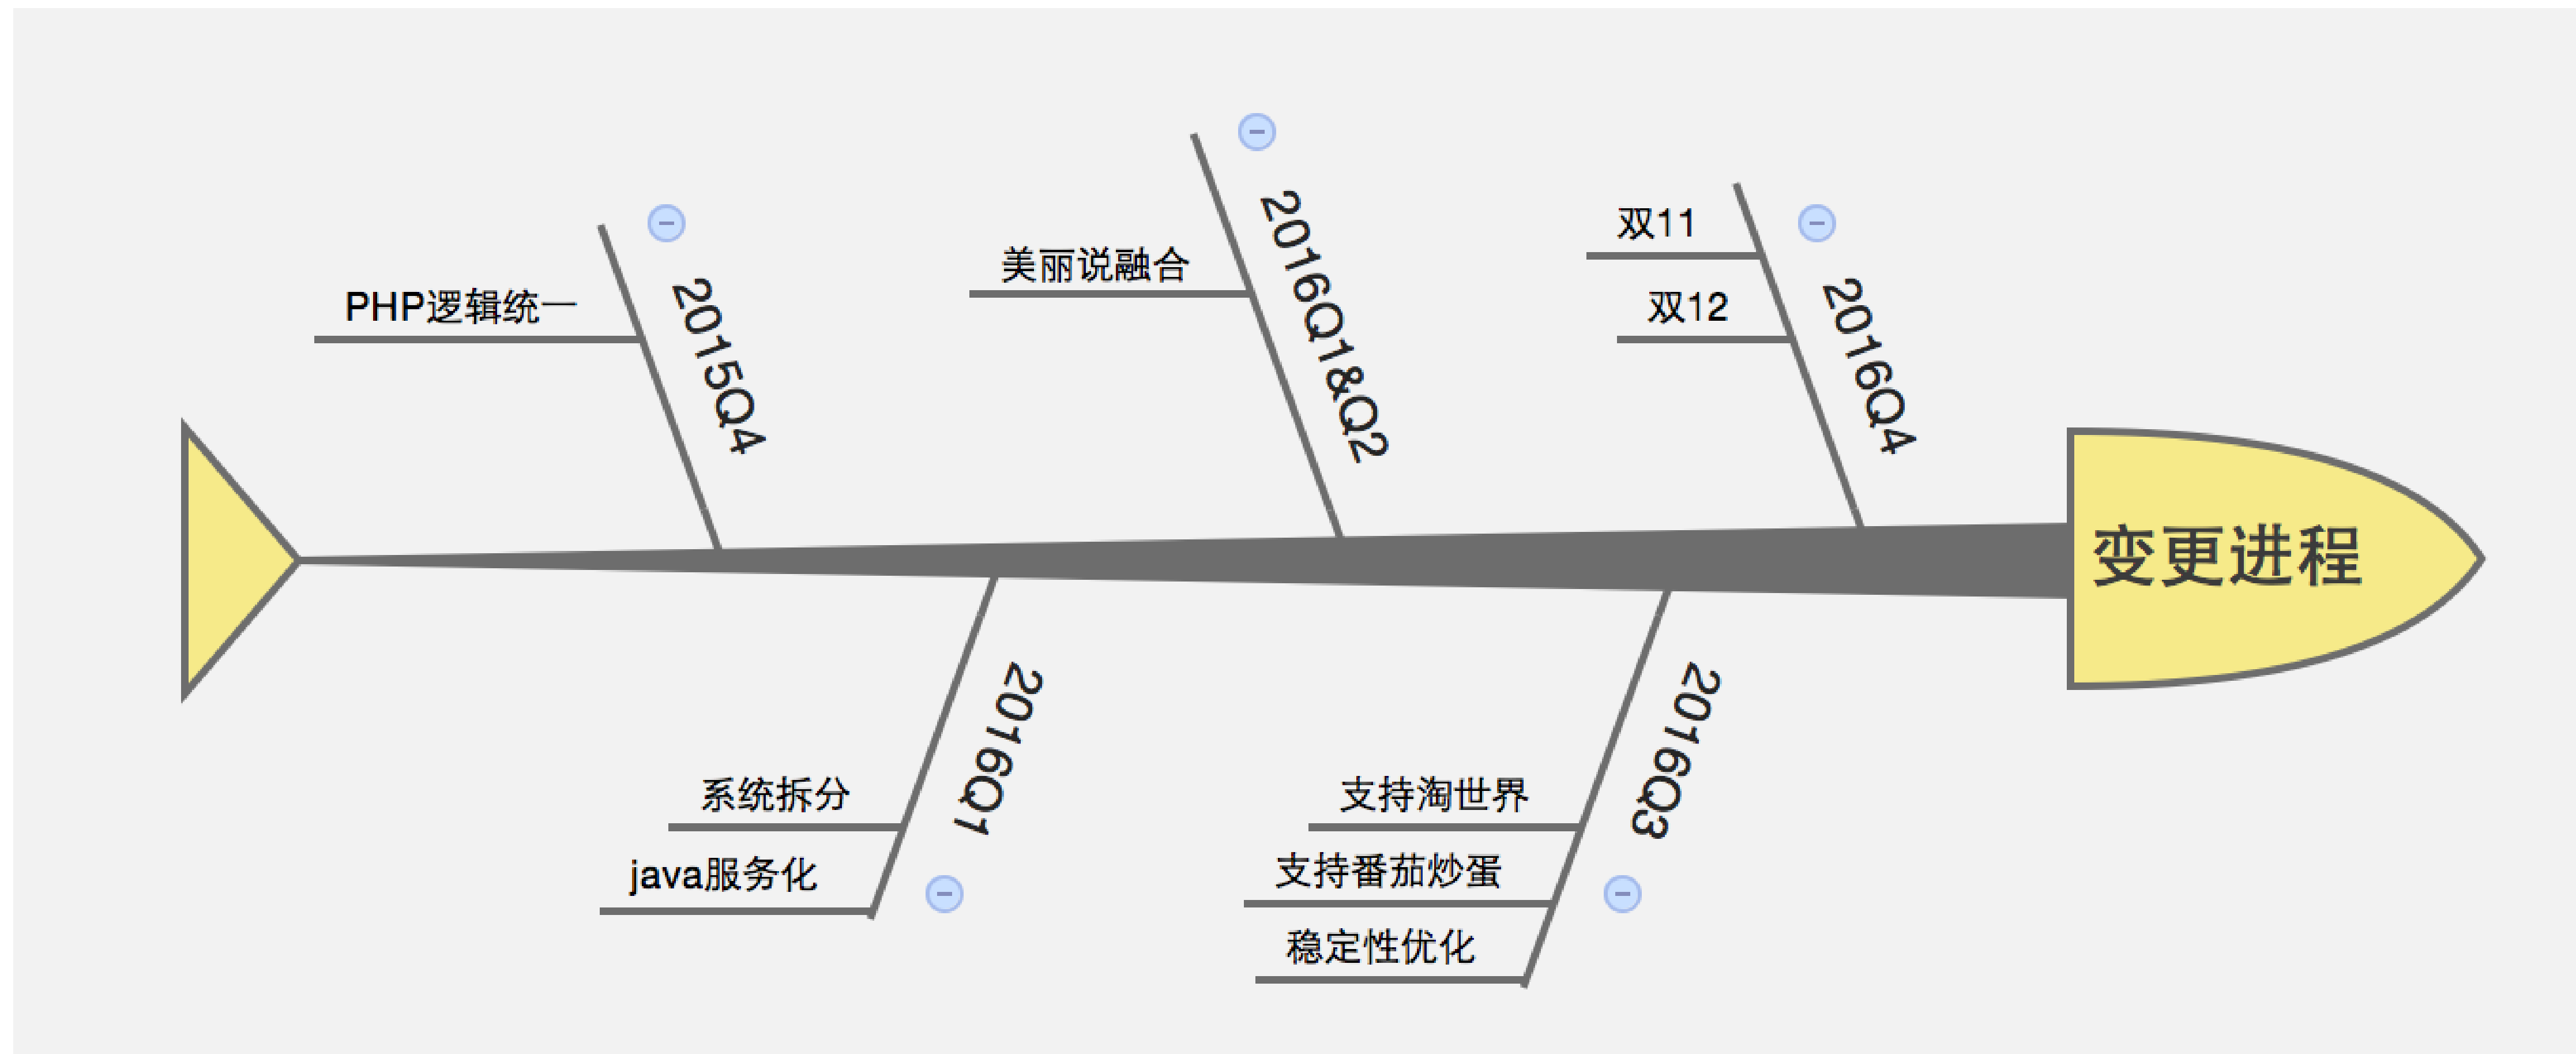 2015Q4
PHP逻辑统一
2016Q1&Q2
美丽说融合
2016Q4
双11
双12
变更进程
2016Q1
系统拆分
java服务化
2016Q3
支持淘世界
支持番茄炒蛋
稳定性优化